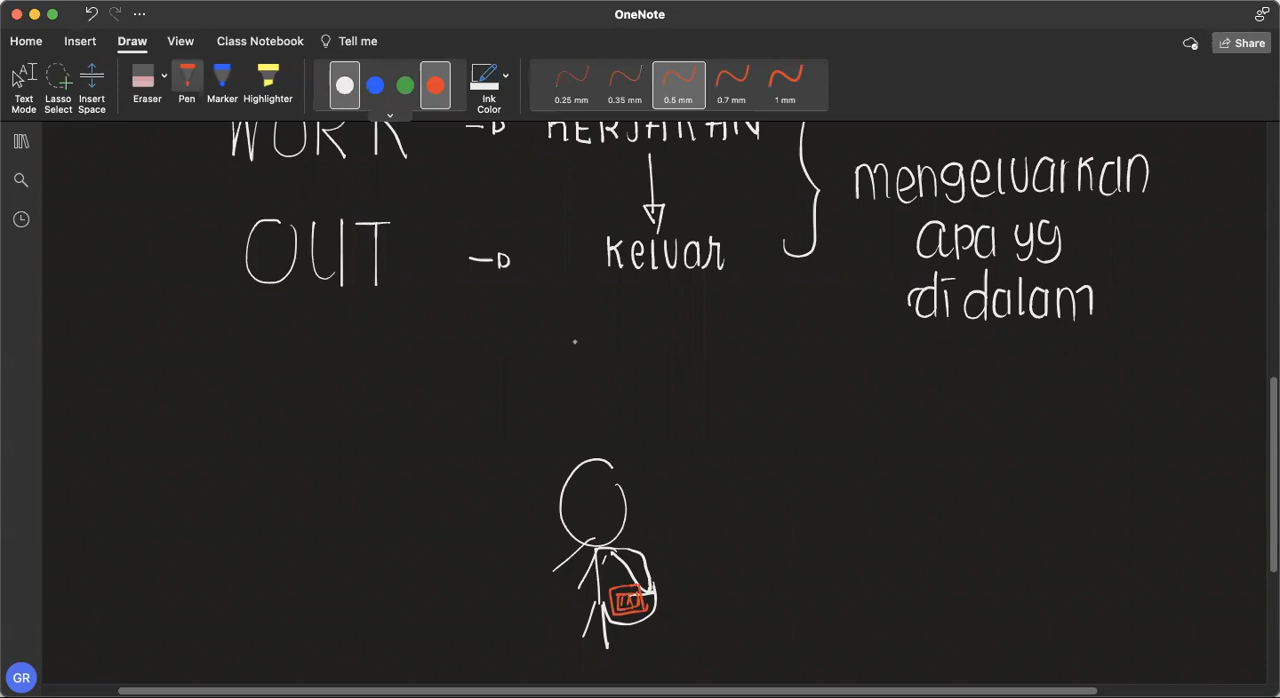 OneNote
Home Insert Draw View Class Notebook Tell me
Share
Text Mode
Lasso Select
Insert Space
Eraser
Pen
Marker
Highlighter
Ink Color
0.25 mm
0.35 mm
0.5 mm
0.7 mm
1 mm
WORK KERJAKAN
OUT keluar
mengeluarkan
apa yg
didalam
GR